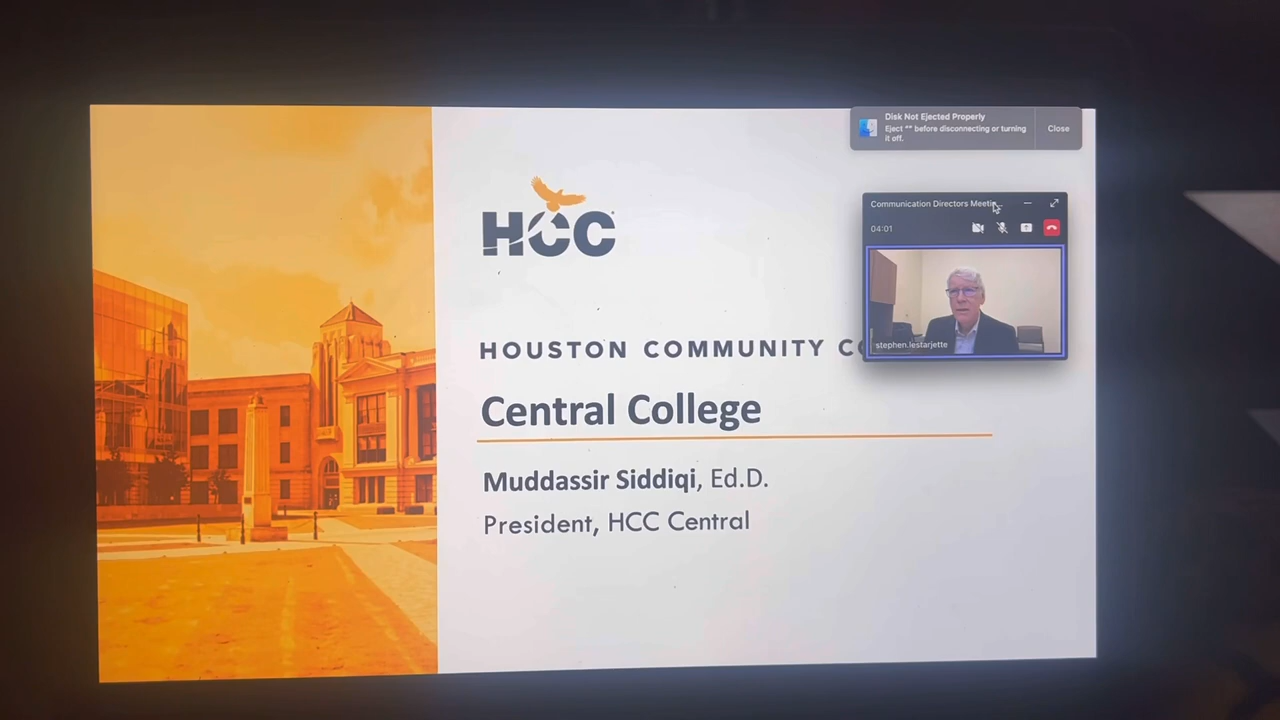 Disk Not Ejected Properly
Eject "" before disconnecting or turning
it off.
Close
HCC
Communication Directors Meetin
04:01
stephen.lestarjette
HOUSTON COMMUNITY CO
Central College
Muddassir Siddiqi, Ed.D.
President, HCC Central